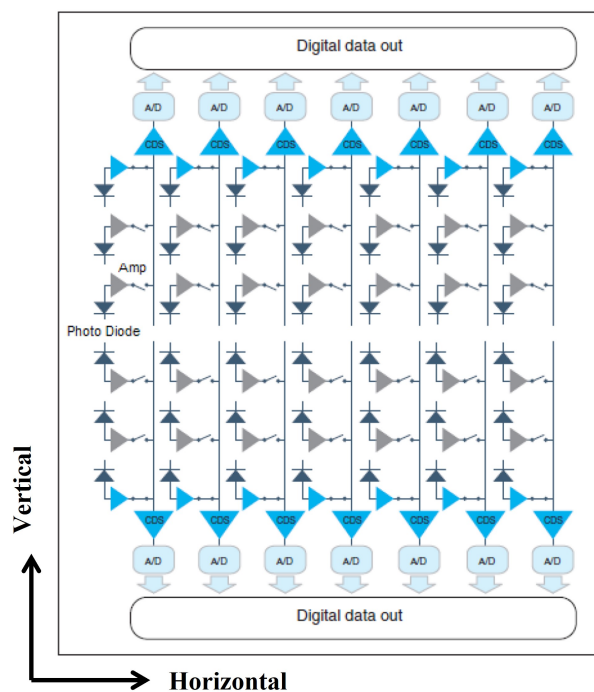 Digital data out
A/D A/D A/D A/D A/D A/D A/D
CDS CDS CDS CDS CDS CDS CDS
Amp
Photo Diode
CDS CDS CDS CDS CDS CDS CDS
A/D A/D A/D A/D A/D A/D A/D
Digital data out
Vertical
Horizontal